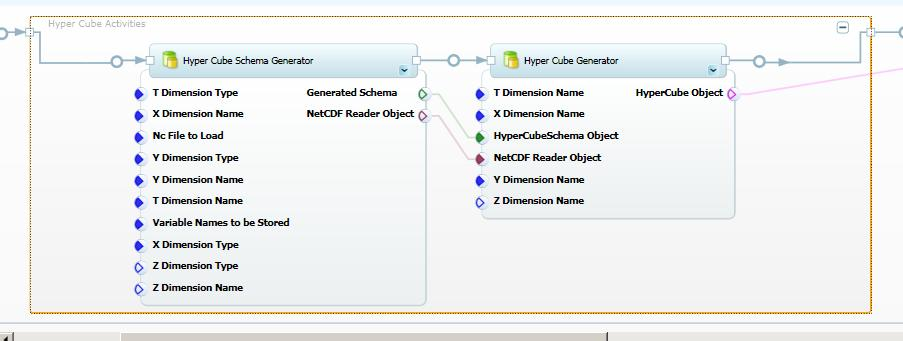 Hyper Cube Activities
Hyper Cube Schema Generator
T Dimension Type Generated Schema
X Dimension Name NetCDF Reader Object
Nc File to Load
Y Dimension Type
Y Dimension Name
T Dimension Name
Variable Names to be Stored
X Dimension Type
Z Dimension Type
Z Dimension Name
Hyper Cube Generator
T Dimension Name HyperCube Object
X Dimension Name
HyperCubeSchema Object
NetCDF Reader Object
Y Dimension Name
Z Dimension Name